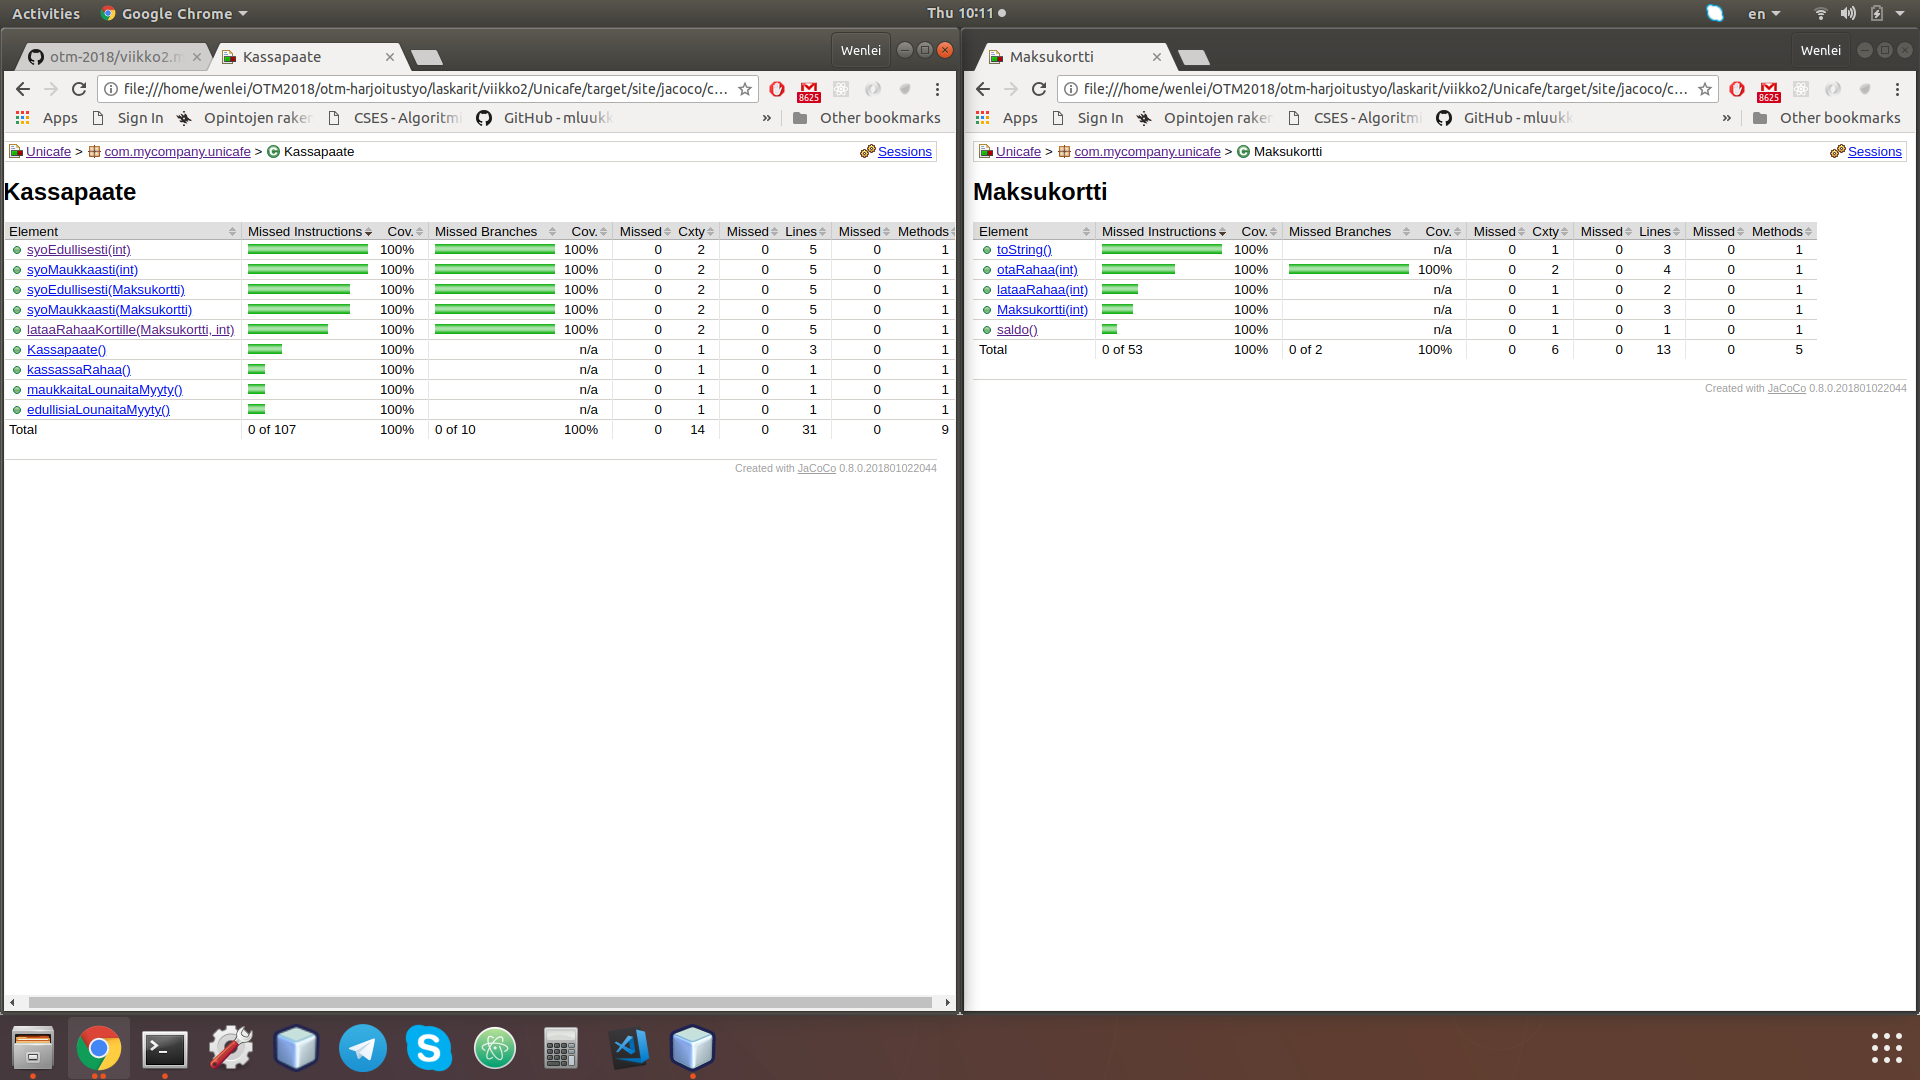 Activities Google Chrome Thu 10:11 en
otm-2018/viikko2.m Kassapaate Wenlei
file:///home/wenlei/OTM2018/otm-harjoitustyo/laskarit/viikko2/Unicafe/target/site/jacoco/c... 8625
Apps Sign In Opintojen raken CSES - Algoritmi GitHub - mluukk » Other bookmarks
Unicafe > com.mycompany.unicafe > Kassapaate Sessions
Kassapaate
Element Missed Instructions Cov. Missed Branches Cov. Missed Cxty Missed Lines Missed Methods
syoEdullisesti(int) 100% 100% 0 2 0 5 0 1
syoMaukkaasti(int) 100% 100% 0 2 0 5 0 1
syoEdullisesti(Maksukortti) 100% 100% 0 2 0 5 0 1
syoMaukkaasti(Maksukortti) 100% 100% 0 2 0 5 0 1
lataaRahaaKortille(Maksukortti, int) 100% 100% 0 2 0 5 0 1
Kassapaate() 100% n/a 0 1 0 3 0 1
kassassaRahaa() 100% n/a 0 1 0 1 0 1
maukkaitaLounaitaMyyty() 100% n/a 0 1 0 1 0 1
edullisiaLounaitaMyyty() 100% n/a 0 1 0 1 0 1
Total 0 of 107 100% 0 of 10 100% 0 14 0 31 0 9
Created with JaCoCo 0.8.0.201801022044
Maksukortti Wenlei
file:///home/wenlei/OTM2018/otm-harjoitustyo/laskarit/viikko2/Unicafe/target/site/jacoco/c... 8625
Apps Sign In Opintojen raken CSES - Algoritmi GitHub - mluukk » Other bookmarks
Unicafe > com.mycompany.unicafe > Maksukortti Sessions
Maksukortti
Element Missed Instructions Cov. Missed Branches Cov. Missed Cxty Missed Lines Missed Methods
toString() 100% n/a 0 1 0 3 0 1
otaRahaa(int) 100% 100% 0 2 0 4 0 1
lataaRahaa(int) 100% n/a 0 1 0 2 0 1
Maksukortti(int) 100% n/a 0 1 0 3 0 1
saldo() 100% n/a 0 1 0 1 0 1
Total 0 of 53 100% 0 of 2 100% 0 6 0 13 0 5
Created with JaCoCo 0.8.0.201801022044